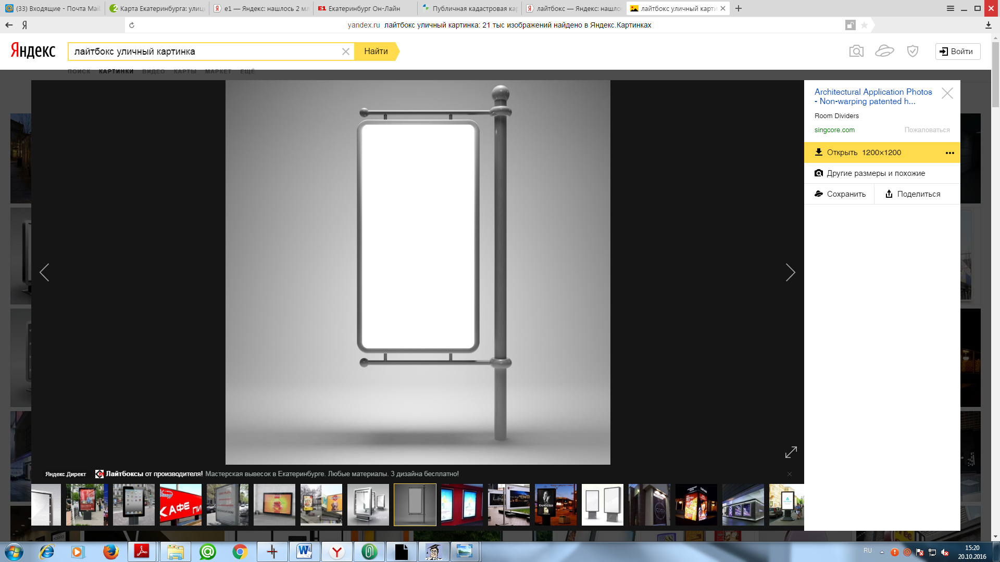 (33) Входящие - Почта Mail
Карта Екатеринбурга: улиц
е1 — Яндекс: нашлось 2 мл
E1 Екатеринбург Он-Лайн
Публичная кадастровая ка
лайтбокс — Яндекс: нашло
лайтбокс уличный карти
Я
yandex.ru лайтбокс уличный картинка: 21 тыс изображений найдено в Яндекс.Картинках
Яндекс
лайтбокс уличный картинка
Найти
Войти
ПОИСК КАРТИНКИ ВИДЕО КАРТЫ МАРКЕТ ЕЩЁ
Architectural Application Photos
- Non-warping patented h...
Room Dividers
singcore.com Пожаловаться
Открыть 1200×1200
Другие размеры и похожие
Сохранить Поделиться
Яндекс.Директ Лайтбоксы от производителя! Мастерская вывесок в Екатеринбурге. Любые материалы. 3 дизайна бесплатно!
КАФЕ ПИ
GANGSTER
RU
15:20
20.10.2016